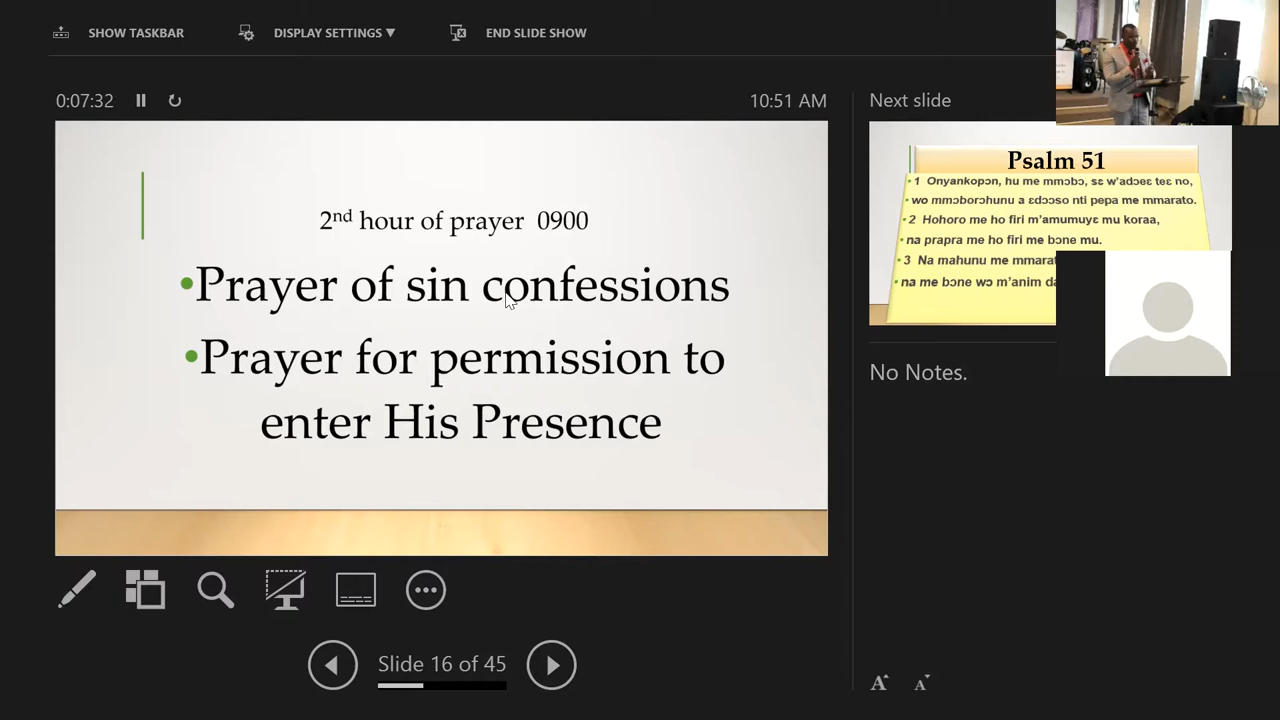 SHOW TASKBAR
DISPLAY SETTINGS ▼
END SLIDE SHOW
0:07:32
10:51 AM
2nd hour of prayer 0900
•Prayer of sin confessions
•Prayer for permission to
enter His Presence
Slide 16 of 45
Next slide
Psalm 51
• 1 Onyankopɔn, hu me mmɔbɔ, sɛ w'adɔeɛ teɛ no,
• wo mmɔborɔhunu a ɛdɔɔso nti pepa me mmarato.
• 2 Hohoro me ho firi m'amumuyɛ mu koraa,
• na prapra me ho firi me bɔne mu.
• 3 Na mahunu me mmarat
• na me bɔne wɔ m'anim da
No Notes.
A A